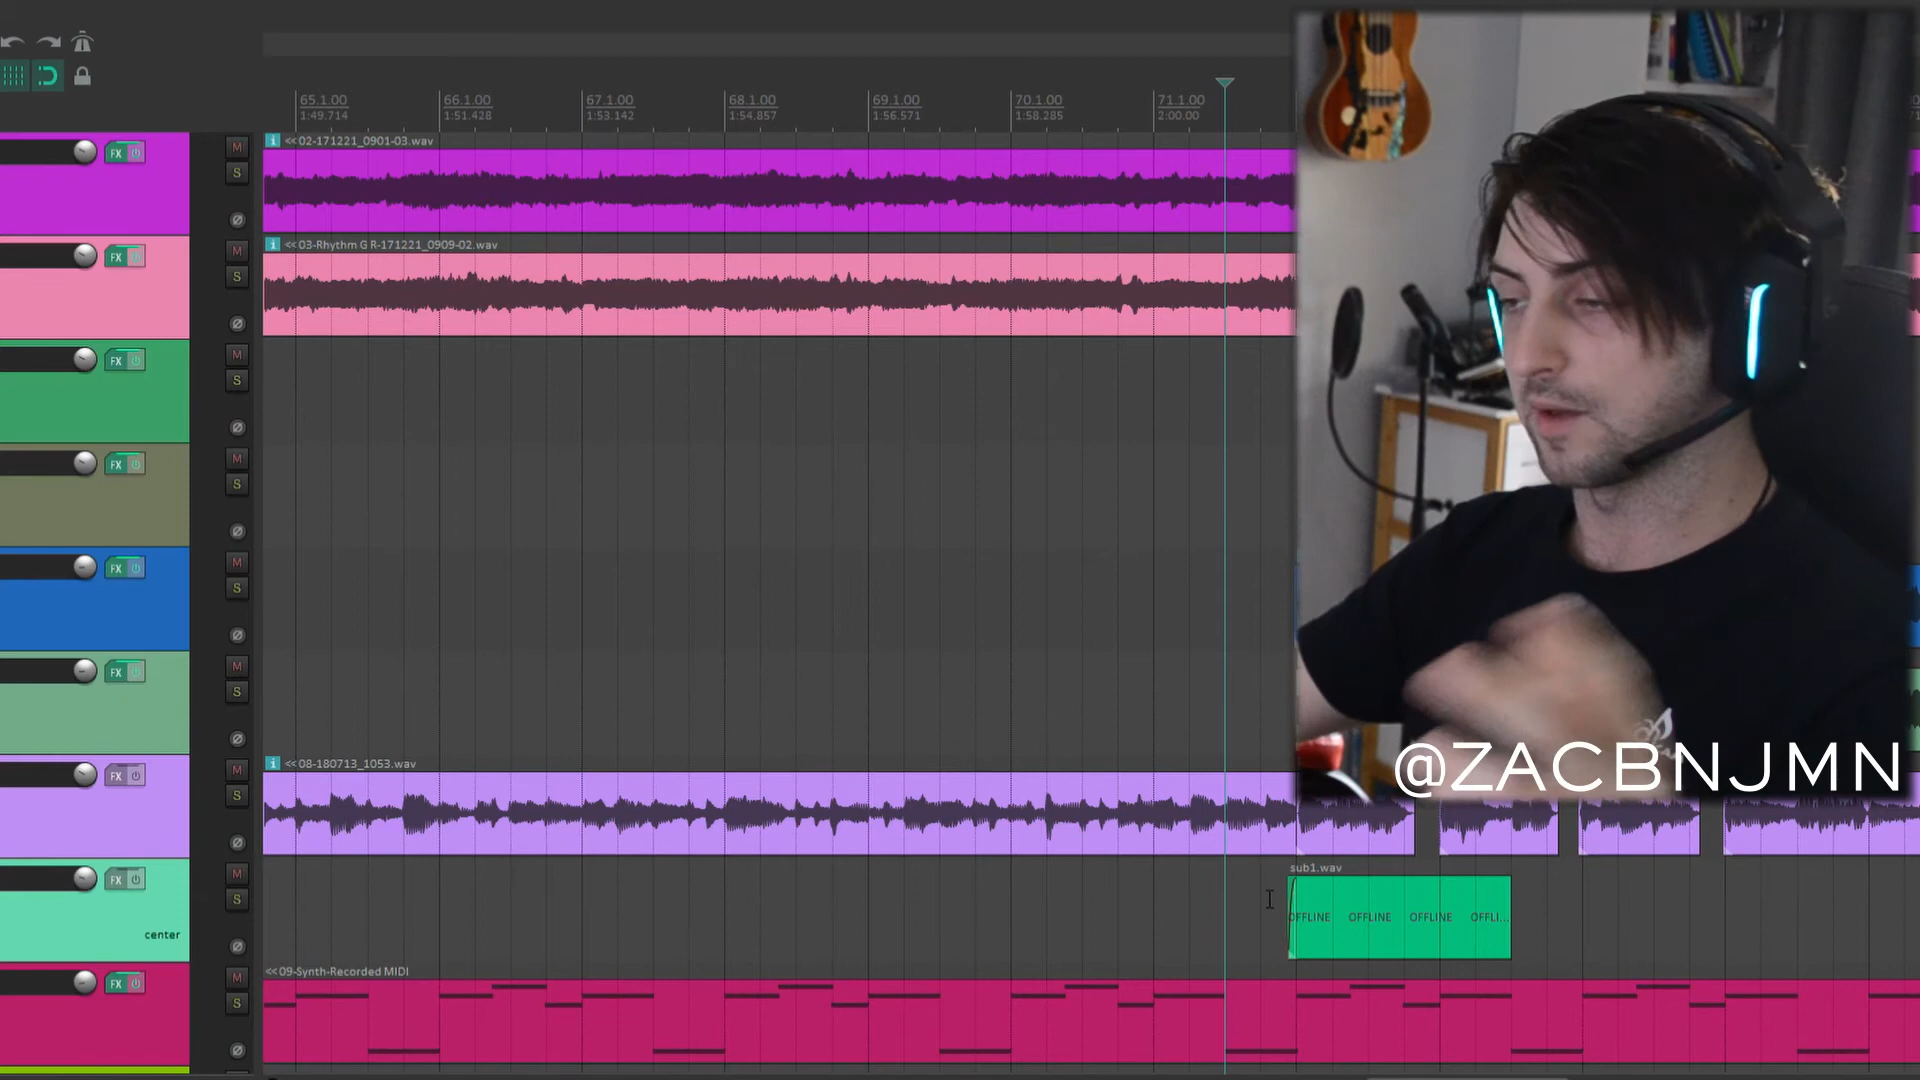 65.1.00 66.1.00 67.1.00 68.1.00 69.1.00 70.1.00 71.1.00
1:49.714 1:51.428 1:53.142 1:54.857 1:56.571 1:58.285 2:00.00
M i <<02-171221_0901-03.wav
FX
S
Ø
M i <<03-Rhythm G R-171221_0909-02.wav
FX
S
Ø
M
FX
S
Ø
M
FX
S
Ø
M
FX
S
Ø
M
FX
S
Ø
@ZACBNJMN
M i <<08-180713_1053.wav
FX
S
Ø
sub1.wav
M
FX
S
OFFLINE OFFLINE OFFLINE OFFLI...
center
Ø
<<09-Synth-Recorded MIDI
M
FX
S
Ø